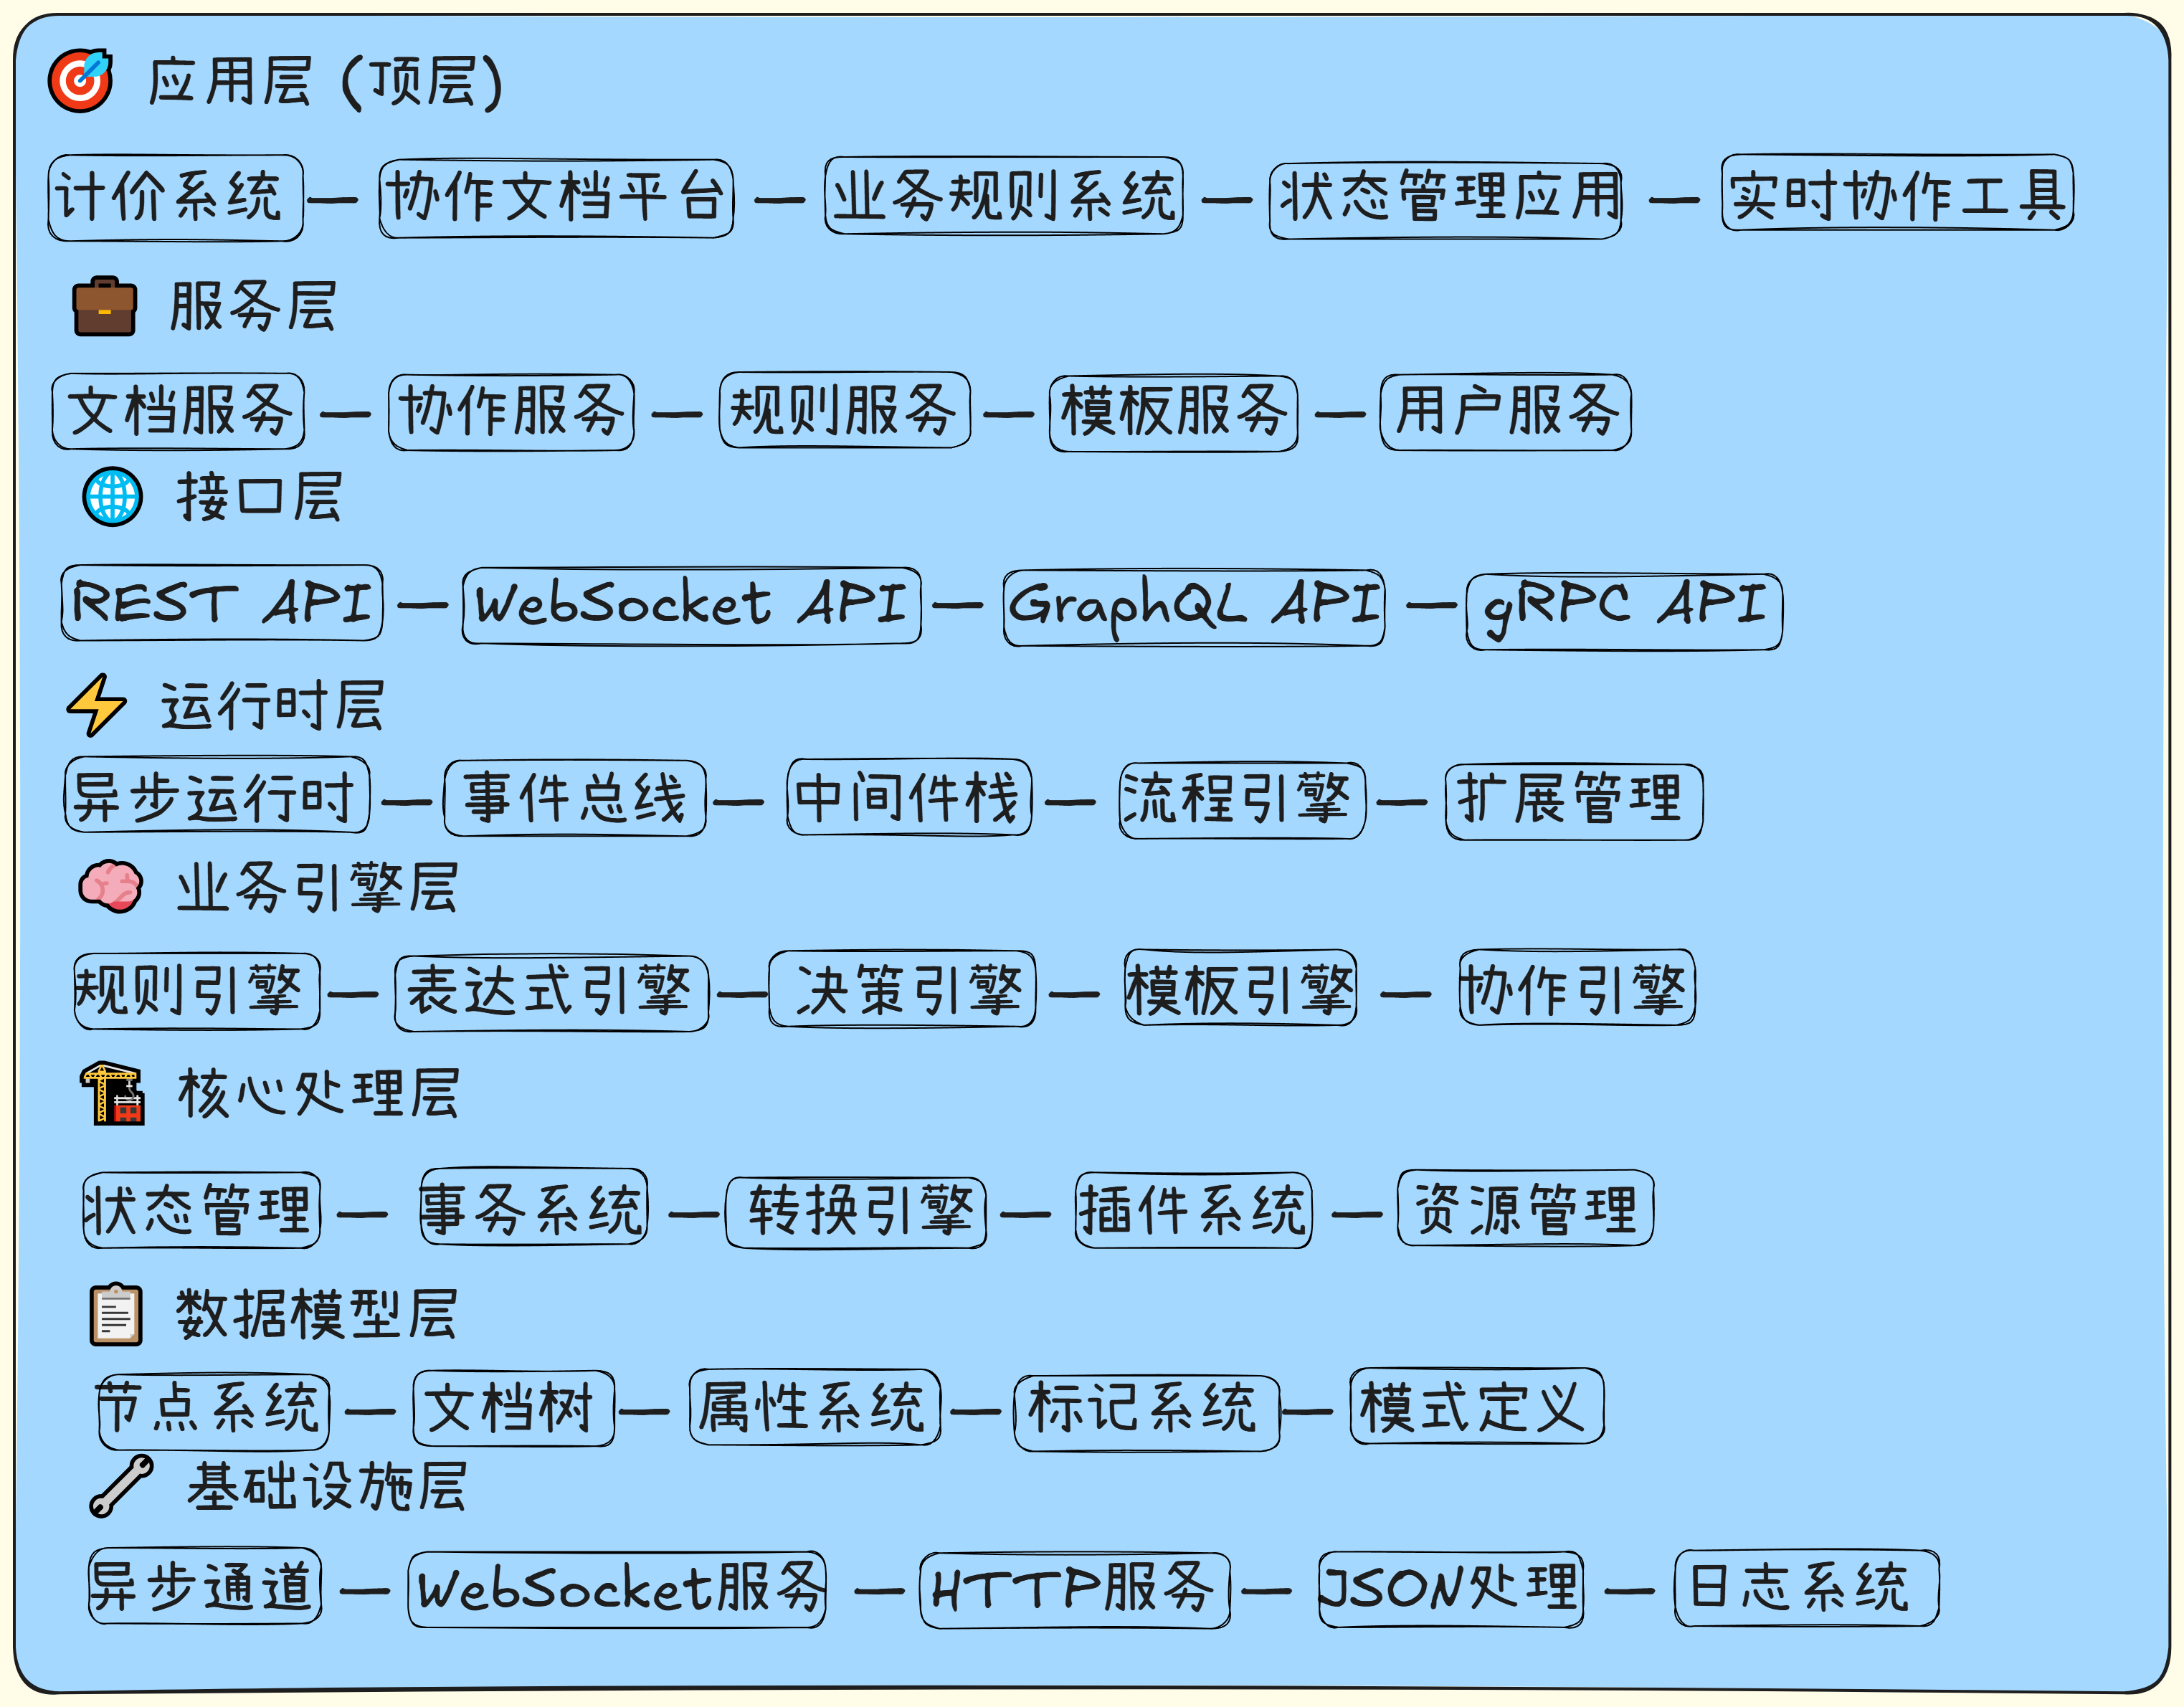 🎯 应用层 (顶层)
计价系统 — 协作文档平台 — 业务规则系统 — 状态管理应用 — 实时协作工具
💼 服务层
文档服务 — 协作服务 — 规则服务 — 模板服务 — 用户服务
🌐 接口层
REST API — WebSocket API — GraphQL API — gRPC API
⚡ 运行时层
异步运行时 — 事件总线 — 中间件栈 — 流程引擎 — 扩展管理
🧠 业务引擎层
规则引擎 — 表达式引擎 — 决策引擎 — 模板引擎 — 协作引擎
🏗️ 核心处理层
状态管理 — 事务系统 — 转换引擎 — 插件系统 — 资源管理
📋 数据模型层
节点系统 — 文档树 — 属性系统 — 标记系统 — 模式定义
🔧 基础设施层
异步通道 — WebSocket服务 — HTTP服务 — JSON处理 — 日志系统